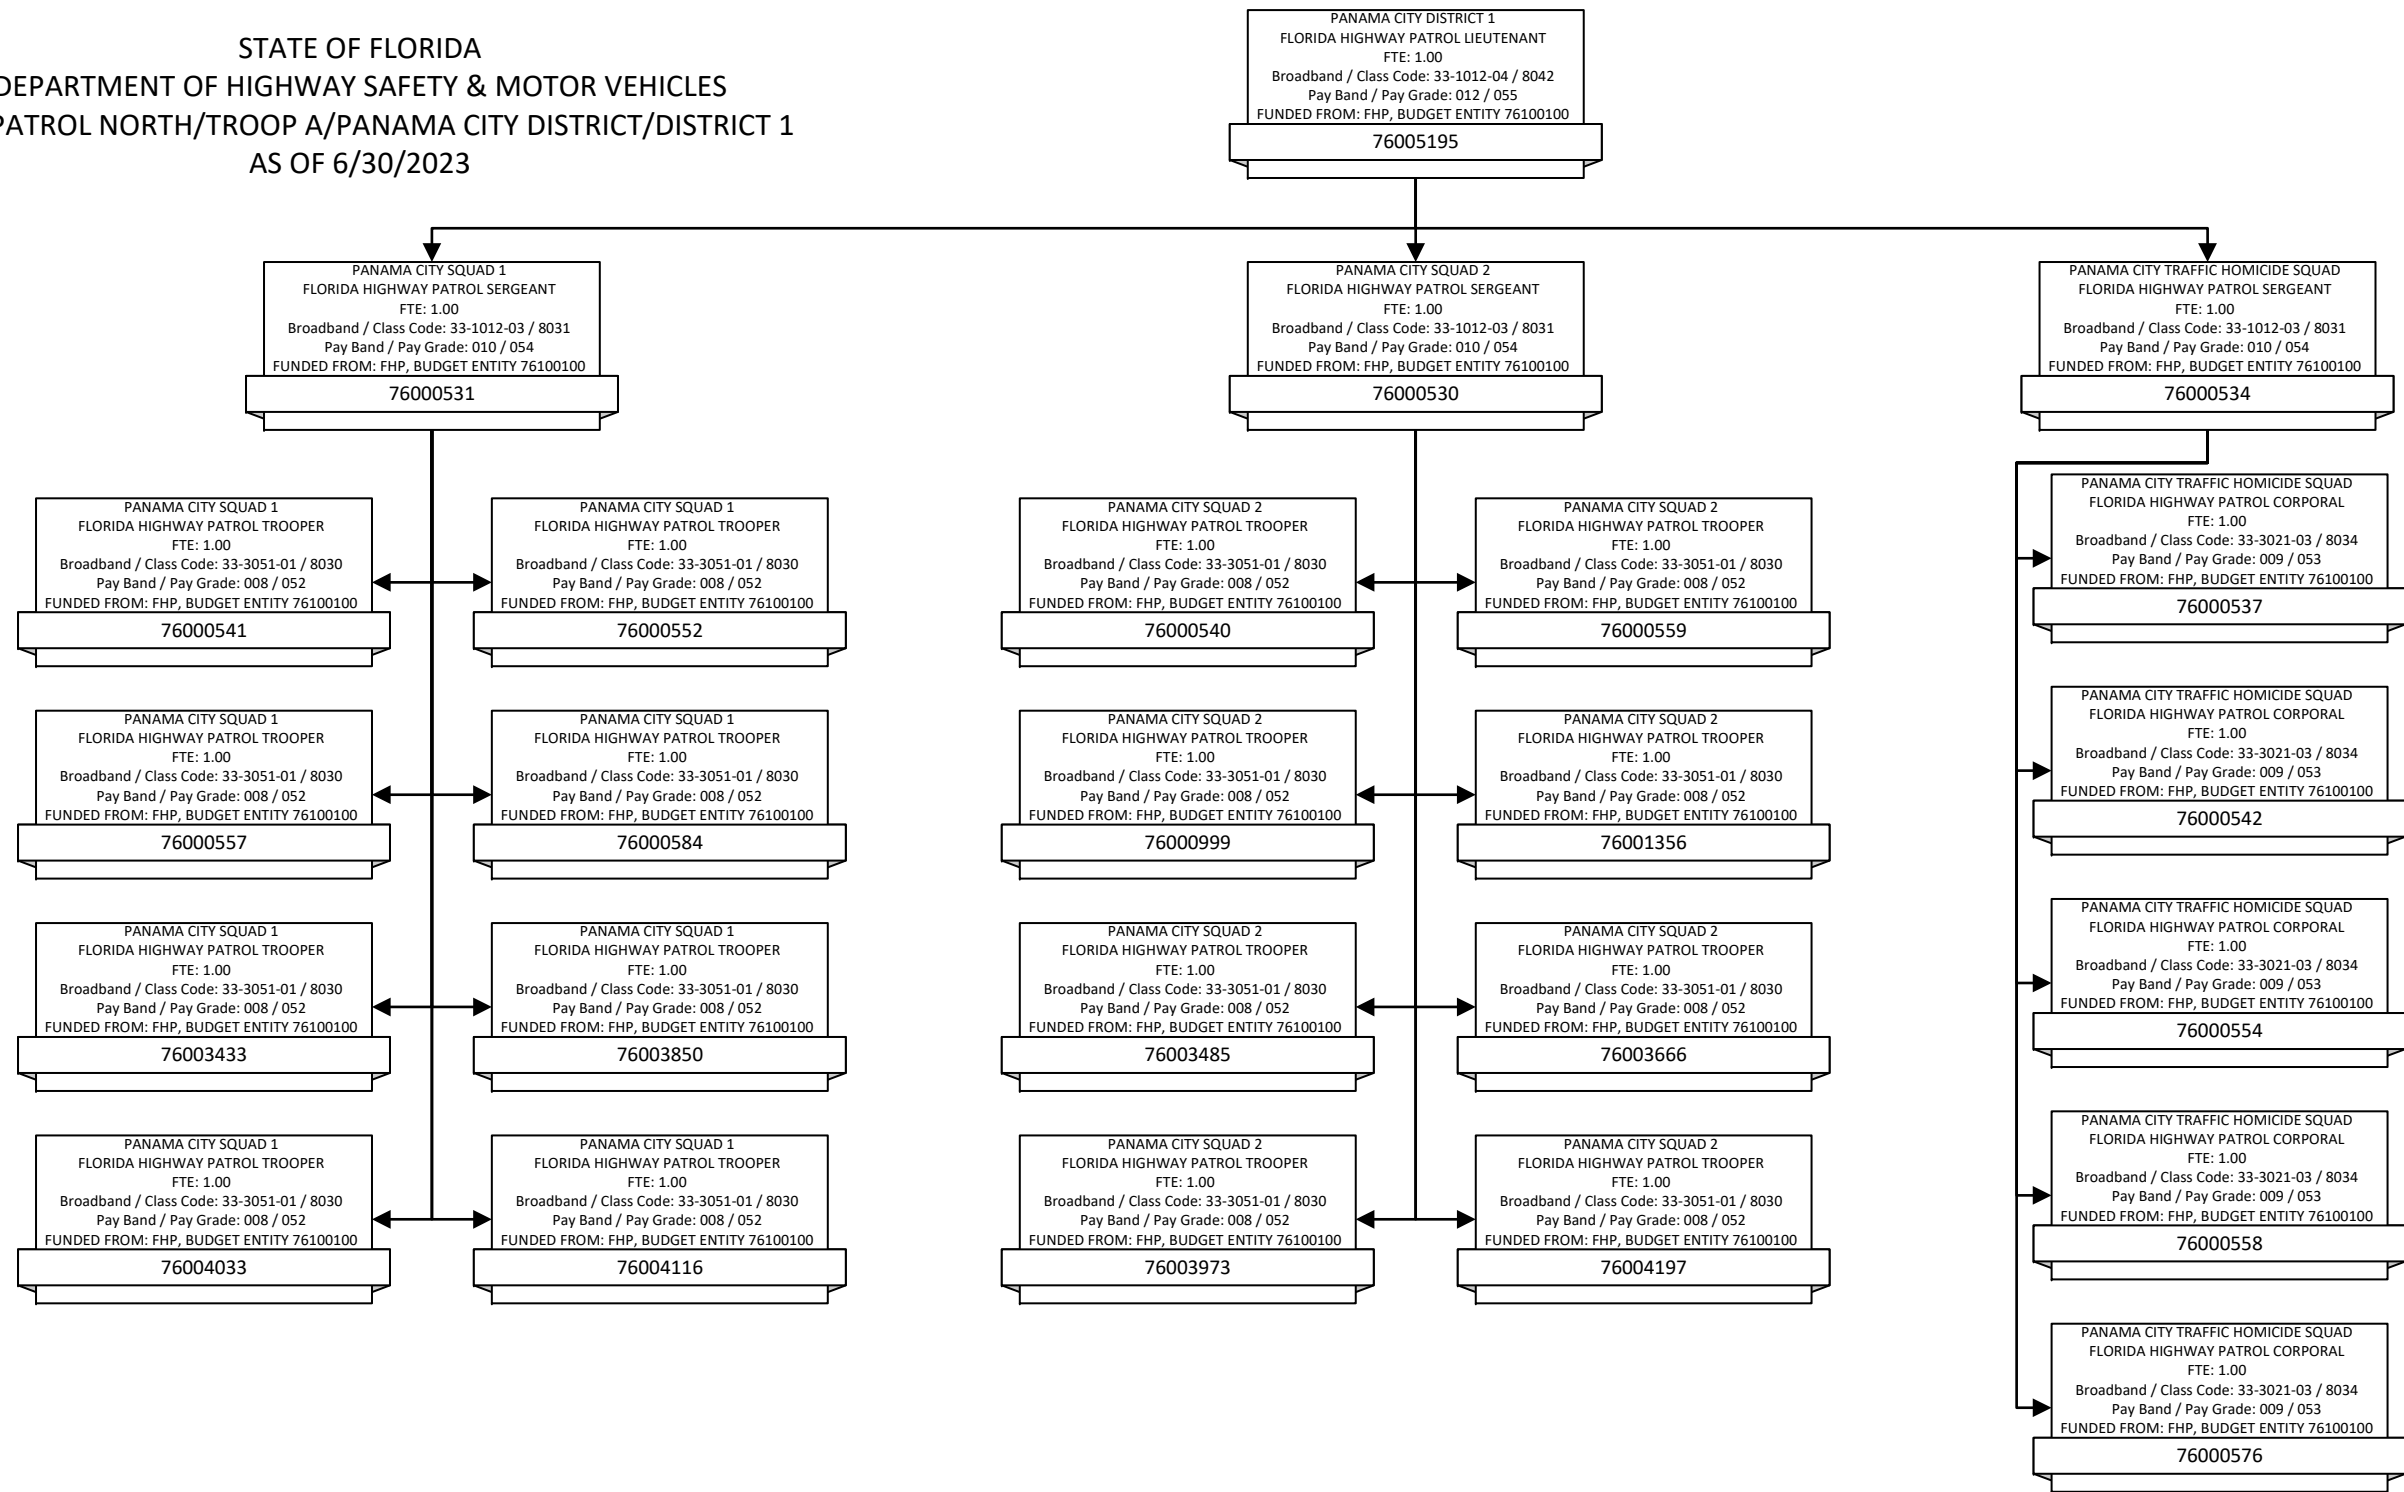 STATE OF FLORIDA
DEPARTMENT OF HIGHWAY SAFETY & MOTOR VEHICLES
PATROL NORTH/TROOP A/PANAMA CITY DISTRICT/DISTRICT 1
AS OF 6/30/2023
PANAMA CITY DISTRICT 1
FLORIDA HIGHWAY PATROL LIEUTENANT
FTE: 1.00
Broadband / Class Code: 33-1012-04 / 8042
Pay Band / Pay Grade: 012 / 055
FUNDED FROM: FHP, BUDGET ENTITY 76100100
76005195
PANAMA CITY SQUAD 1
FLORIDA HIGHWAY PATROL SERGEANT
FTE: 1.00
Broadband / Class Code: 33-1012-03 / 8031
Pay Band / Pay Grade: 010 / 054
FUNDED FROM: FHP, BUDGET ENTITY 76100100
76000531
PANAMA CITY SQUAD 2
FLORIDA HIGHWAY PATROL SERGEANT
FTE: 1.00
Broadband / Class Code: 33-1012-03 / 8031
Pay Band / Pay Grade: 010 / 054
FUNDED FROM: FHP, BUDGET ENTITY 76100100
76000530
PANAMA CITY TRAFFIC HOMICIDE SQUAD
FLORIDA HIGHWAY PATROL SERGEANT
FTE: 1.00
Broadband / Class Code: 33-1012-03 / 8031
Pay Band / Pay Grade: 010 / 054
FUNDED FROM: FHP, BUDGET ENTITY 76100100
76000534
PANAMA CITY SQUAD 1
FLORIDA HIGHWAY PATROL TROOPER
FTE: 1.00
Broadband / Class Code: 33-3051-01 / 8030
Pay Band / Pay Grade: 008 / 052
FUNDED FROM: FHP, BUDGET ENTITY 76100100
76000541
PANAMA CITY SQUAD 1
FLORIDA HIGHWAY PATROL TROOPER
FTE: 1.00
Broadband / Class Code: 33-3051-01 / 8030
Pay Band / Pay Grade: 008 / 052
FUNDED FROM: FHP, BUDGET ENTITY 76100100
76000552
PANAMA CITY SQUAD 2
FLORIDA HIGHWAY PATROL TROOPER
FTE: 1.00
Broadband / Class Code: 33-3051-01 / 8030
Pay Band / Pay Grade: 008 / 052
FUNDED FROM: FHP, BUDGET ENTITY 76100100
76000540
PANAMA CITY SQUAD 2
FLORIDA HIGHWAY PATROL TROOPER
FTE: 1.00
Broadband / Class Code: 33-3051-01 / 8030
Pay Band / Pay Grade: 008 / 052
FUNDED FROM: FHP, BUDGET ENTITY 76100100
76000559
PANAMA CITY TRAFFIC HOMICIDE SQUAD
FLORIDA HIGHWAY PATROL CORPORAL
FTE: 1.00
Broadband / Class Code: 33-3021-03 / 8034
Pay Band / Pay Grade: 009 / 053
FUNDED FROM: FHP, BUDGET ENTITY 76100100
76000537
PANAMA CITY SQUAD 1
FLORIDA HIGHWAY PATROL TROOPER
FTE: 1.00
Broadband / Class Code: 33-3051-01 / 8030
Pay Band / Pay Grade: 008 / 052
FUNDED FROM: FHP, BUDGET ENTITY 76100100
76000557
PANAMA CITY SQUAD 1
FLORIDA HIGHWAY PATROL TROOPER
FTE: 1.00
Broadband / Class Code: 33-3051-01 / 8030
Pay Band / Pay Grade: 008 / 052
FUNDED FROM: FHP, BUDGET ENTITY 76100100
76000584
PANAMA CITY SQUAD 2
FLORIDA HIGHWAY PATROL TROOPER
FTE: 1.00
Broadband / Class Code: 33-3051-01 / 8030
Pay Band / Pay Grade: 008 / 052
FUNDED FROM: FHP, BUDGET ENTITY 76100100
76000999
PANAMA CITY SQUAD 2
FLORIDA HIGHWAY PATROL TROOPER
FTE: 1.00
Broadband / Class Code: 33-3051-01 / 8030
Pay Band / Pay Grade: 008 / 052
FUNDED FROM: FHP, BUDGET ENTITY 76100100
76001356
PANAMA CITY TRAFFIC HOMICIDE SQUAD
FLORIDA HIGHWAY PATROL CORPORAL
FTE: 1.00
Broadband / Class Code: 33-3021-03 / 8034
Pay Band / Pay Grade: 009 / 053
FUNDED FROM: FHP, BUDGET ENTITY 76100100
76000542
PANAMA CITY SQUAD 1
FLORIDA HIGHWAY PATROL TROOPER
FTE: 1.00
Broadband / Class Code: 33-3051-01 / 8030
Pay Band / Pay Grade: 008 / 052
FUNDED FROM: FHP, BUDGET ENTITY 76100100
76003433
PANAMA CITY SQUAD 1
FLORIDA HIGHWAY PATROL TROOPER
FTE: 1.00
Broadband / Class Code: 33-3051-01 / 8030
Pay Band / Pay Grade: 008 / 052
FUNDED FROM: FHP, BUDGET ENTITY 76100100
76003850
PANAMA CITY SQUAD 2
FLORIDA HIGHWAY PATROL TROOPER
FTE: 1.00
Broadband / Class Code: 33-3051-01 / 8030
Pay Band / Pay Grade: 008 / 052
FUNDED FROM: FHP, BUDGET ENTITY 76100100
76003485
PANAMA CITY SQUAD 2
FLORIDA HIGHWAY PATROL TROOPER
FTE: 1.00
Broadband / Class Code: 33-3051-01 / 8030
Pay Band / Pay Grade: 008 / 052
FUNDED FROM: FHP, BUDGET ENTITY 76100100
76003666
PANAMA CITY TRAFFIC HOMICIDE SQUAD
FLORIDA HIGHWAY PATROL CORPORAL
FTE: 1.00
Broadband / Class Code: 33-3021-03 / 8034
Pay Band / Pay Grade: 009 / 053
FUNDED FROM: FHP, BUDGET ENTITY 76100100
76000554
PANAMA CITY SQUAD 1
FLORIDA HIGHWAY PATROL TROOPER
FTE: 1.00
Broadband / Class Code: 33-3051-01 / 8030
Pay Band / Pay Grade: 008 / 052
FUNDED FROM: FHP, BUDGET ENTITY 76100100
76004033
PANAMA CITY SQUAD 1
FLORIDA HIGHWAY PATROL TROOPER
FTE: 1.00
Broadband / Class Code: 33-3051-01 / 8030
Pay Band / Pay Grade: 008 / 052
FUNDED FROM: FHP, BUDGET ENTITY 76100100
76004116
PANAMA CITY SQUAD 2
FLORIDA HIGHWAY PATROL TROOPER
FTE: 1.00
Broadband / Class Code: 33-3051-01 / 8030
Pay Band / Pay Grade: 008 / 052
FUNDED FROM: FHP, BUDGET ENTITY 76100100
76003973
PANAMA CITY SQUAD 2
FLORIDA HIGHWAY PATROL TROOPER
FTE: 1.00
Broadband / Class Code: 33-3051-01 / 8030
Pay Band / Pay Grade: 008 / 052
FUNDED FROM: FHP, BUDGET ENTITY 76100100
76004197
PANAMA CITY TRAFFIC HOMICIDE SQUAD
FLORIDA HIGHWAY PATROL CORPORAL
FTE: 1.00
Broadband / Class Code: 33-3021-03 / 8034
Pay Band / Pay Grade: 009 / 053
FUNDED FROM: FHP, BUDGET ENTITY 76100100
76000558
PANAMA CITY TRAFFIC HOMICIDE SQUAD
FLORIDA HIGHWAY PATROL CORPORAL
FTE: 1.00
Broadband / Class Code: 33-3021-03 / 8034
Pay Band / Pay Grade: 009 / 053
FUNDED FROM: FHP, BUDGET ENTITY 76100100
76000576